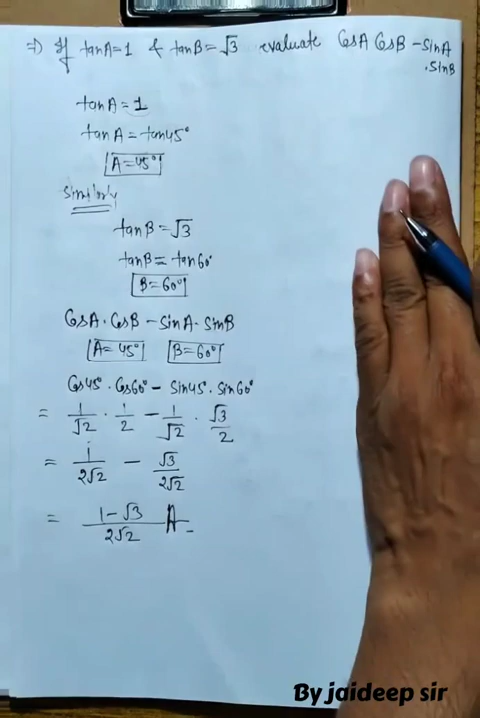 ⇒ If tanA=1 & tanB=√3 evaluate CosA CosB - sinA
.sinB
tanA=1
tanA=tan45°
A=45°
Similarly
tanB=√3
tanB=tan60°
B=60°
CosA.CosB-sinA.sinB
A=45° B=60°
Cos45°.Cos60°-Sin45°.Sin60°
= 1/√2 . 1/2 - 1/√2 . √3/2
= 1/2√2 - √3/2√2
= 1-√3/2√2 A
By jaideep sir